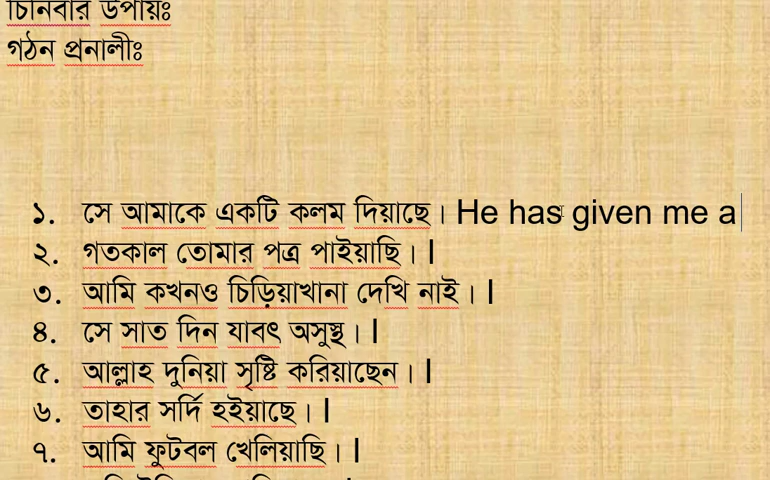 চিনিবার উপায়ঃ
গঠন প্রনালীঃ
১. সে আমাকে একটি কলম দিয়াছে। He has given me a
২. গতকাল তোমার পত্র পাইয়াছি। I
৩. আমি কখনও চিড়িয়াখানা দেখি নাই। I
৪. সে সাত দিন যাবৎ অসুস্থ। I
৫. আল্লাহ দুনিয়া সৃষ্টি করিয়াছেন। I
৬. তাহার সর্দি হইয়াছে। I
৭. আমি ফুটবল খেলিয়াছি। I